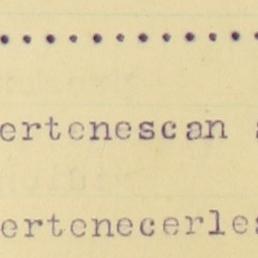 ............
ertenescan
ertenecerles